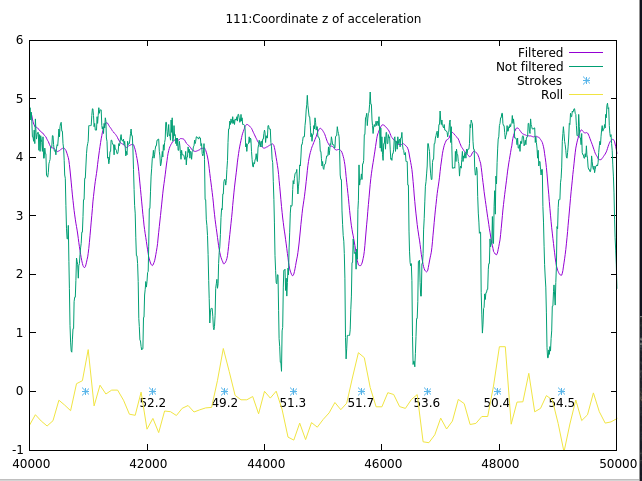 111:Coordinate z of acceleration
6
Filtered
Not filtered
Strokes
Roll
5
4
3
2
1
0
52.2 49.2 51.3 51.7 53.6 50.4 54.5
-1
40000 42000 44000 46000 48000 50000